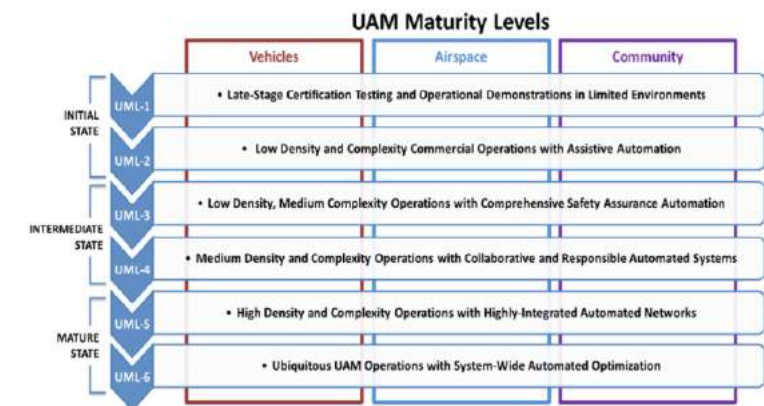 UAM Maturity Levels
Vehicles
Airspace
Community
INITIAL
STATE
UML-1
• Late-Stage Certification Testing and Operational Demonstrations in Limited Environments
UML-2
• Low Density and Complexity Commercial Operations with Assistive Automation
INTERMEDIATE
STATE
UML-3
• Low Density, Medium Complexity Operations with Comprehensive Safety Assurance Automation
UML-4
• Medium Density and Complexity Operations with Collaborative and Responsible Automated Systems
MATURE
STATE
UML-5
• High Density and Complexity Operations with Highly-Integrated Automated Networks
UML-6
• Ubiquitous UAM Operations with System-Wide Automated Optimization